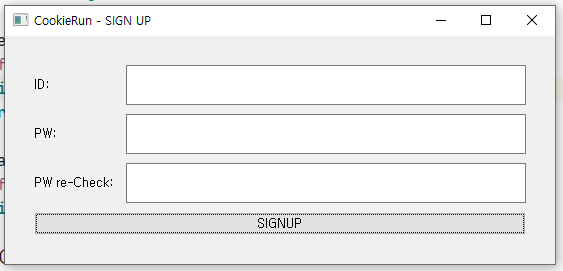 CookieRun - SIGN UP
ID:
PW:
PW re-Check:
SIGNUP